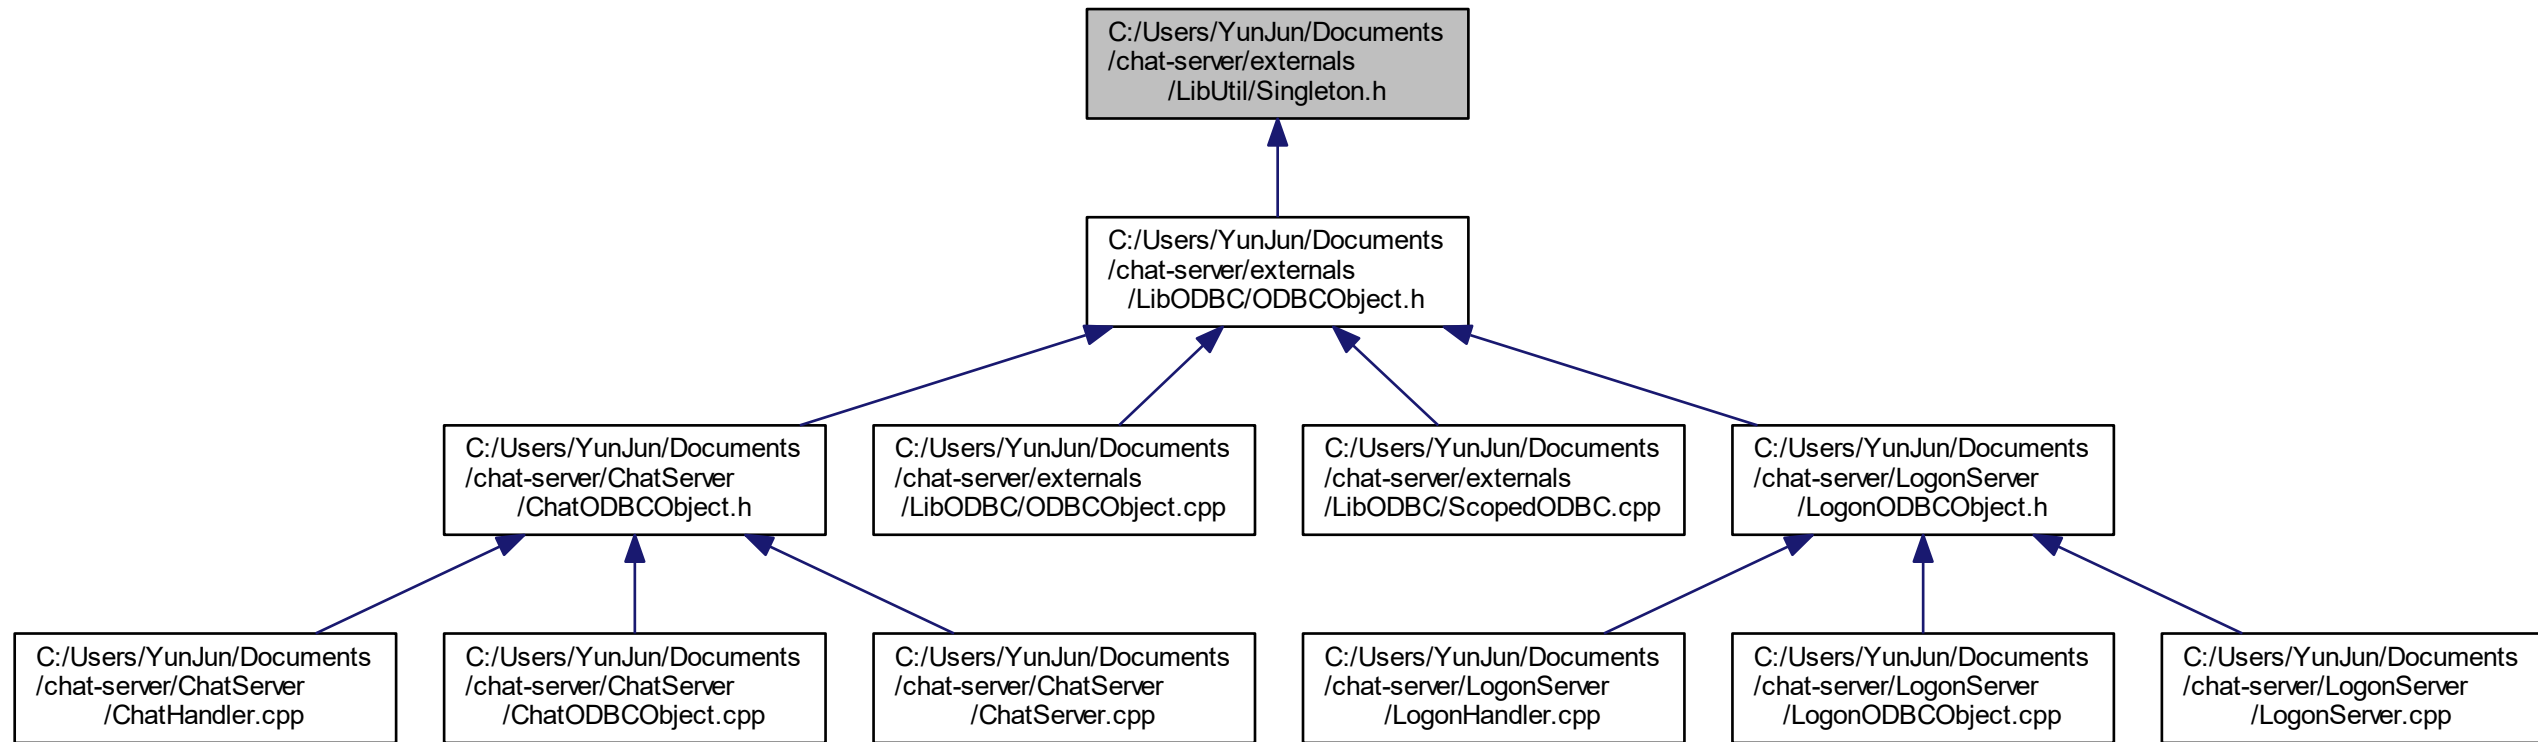 C:/Users/YunJun/Documents
/chat-server/externals
/LibUtil/Singleton.h
C:/Users/YunJun/Documents
/chat-server/externals
/LibODBC/ODBCObject.h
C:/Users/YunJun/Documents
/chat-server/ChatServer
/ChatODBCObject.h
C:/Users/YunJun/Documents
/chat-server/externals
/LibODBC/ODBCObject.cpp
C:/Users/YunJun/Documents
/chat-server/externals
/LibODBC/ScopedODBC.cpp
C:/Users/YunJun/Documents
/chat-server/LogonServer
/LogonODBCObject.h
C:/Users/YunJun/Documents
/chat-server/ChatServer
/ChatHandler.cpp
C:/Users/YunJun/Documents
/chat-server/ChatServer
/ChatODBCObject.cpp
C:/Users/YunJun/Documents
/chat-server/ChatServer
/ChatServer.cpp
C:/Users/YunJun/Documents
/chat-server/LogonServer
/LogonHandler.cpp
C:/Users/YunJun/Documents
/chat-server/LogonServer
/LogonODBCObject.cpp
C:/Users/YunJun/Documents
/chat-server/LogonServer
/LogonServer.cpp